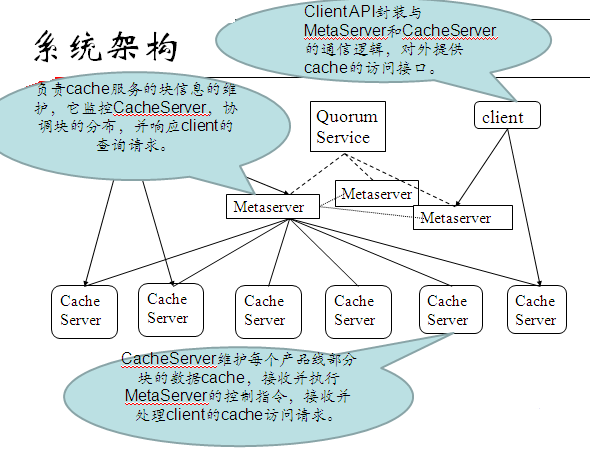 系统架构
ClientAPI封装与
MetaServer和CacheServer
的通信逻辑，对外提供
cache的访问接口。
负责cache服务的块信息的维
护，它监控CacheServer，协
调块的分布，并响应client的
查询请求。
Quorum
Service
client
Metaserver
Metaserver
Metaserver
Cache
Server
Cache
Server
Cache
Server
Cache
Server
Cache
Server
Cache
Server
CacheServer维护每个产品线部分
块的数据cache，接收并执行
MetaServer的控制指令，接收并
处理client的cache访问请求。